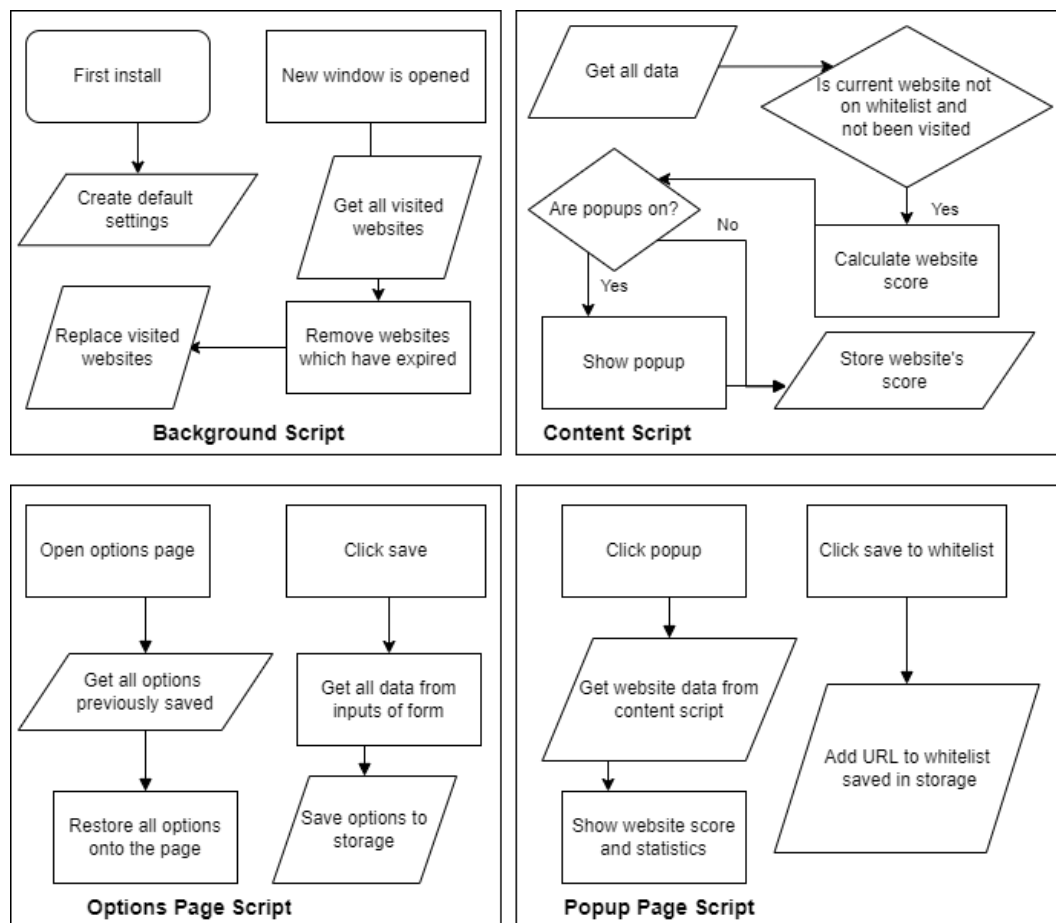 First install
New window is opened
Create default
settings
Get all visited
websites
Replace visited
websites
Remove websites
which have expired
Background Script
Get all data
Is current website not
on whitelist and
not been visited
Are popups on?
No
Yes
Calculate website
score
Yes
Show popup
Store website's
score
Content Script
Open options page
Click save
Get all options
previously saved
Get all data from
inputs of form
Restore all options
onto the page
Save options to
storage
Options Page Script
Click popup
Click save to whitelist
Get website data from
content script
Add URL to whitelist
saved in storage
Show website score
and statistics
Popup Page Script